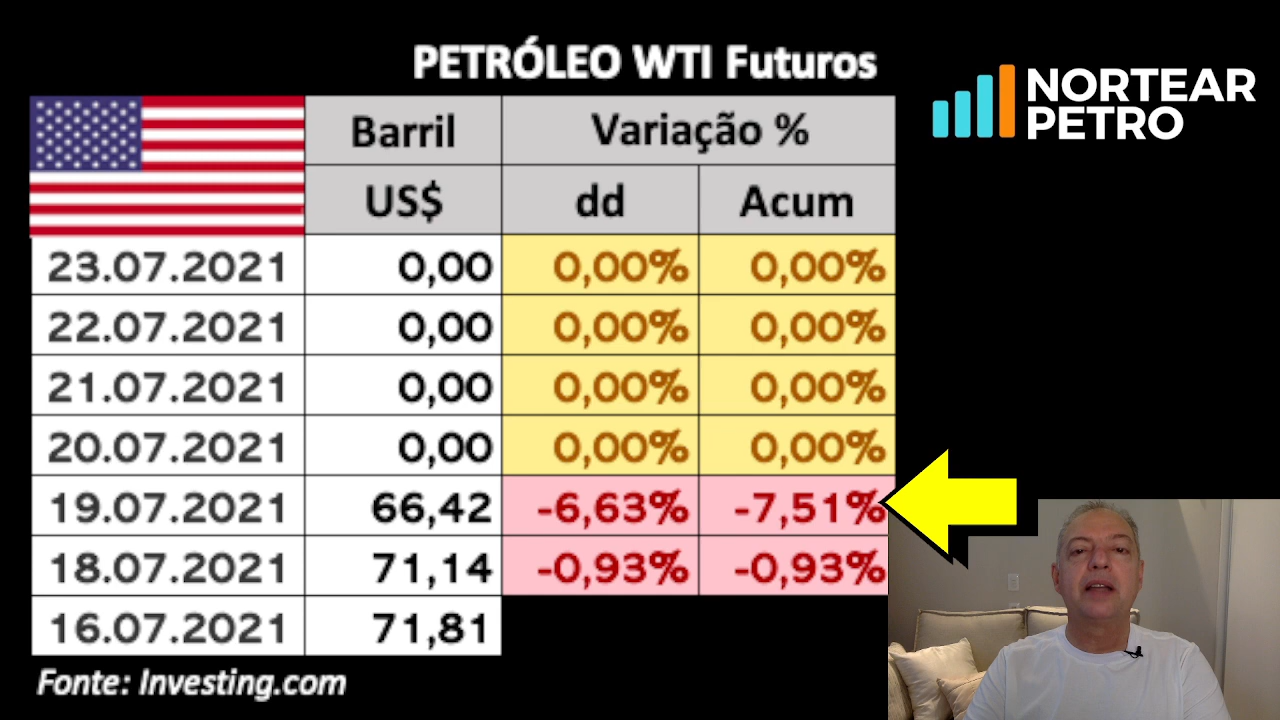 PETRÓLEO WTI Futuros
NORTEAR
PETRO
Barril Variação %
US$ dd Acum
23.07.2021 0,00 0,00% 0,00%
22.07.2021 0,00 0,00% 0,00%
21.07.2021 0,00 0,00% 0,00%
20.07.2021 0,00 0,00% 0,00%
19.07.2021 66,42 -6,63% -7,51%
18.07.2021 71,14 -0,93% -0,93%
16.07.2021 71,81
Fonte: Investing.com